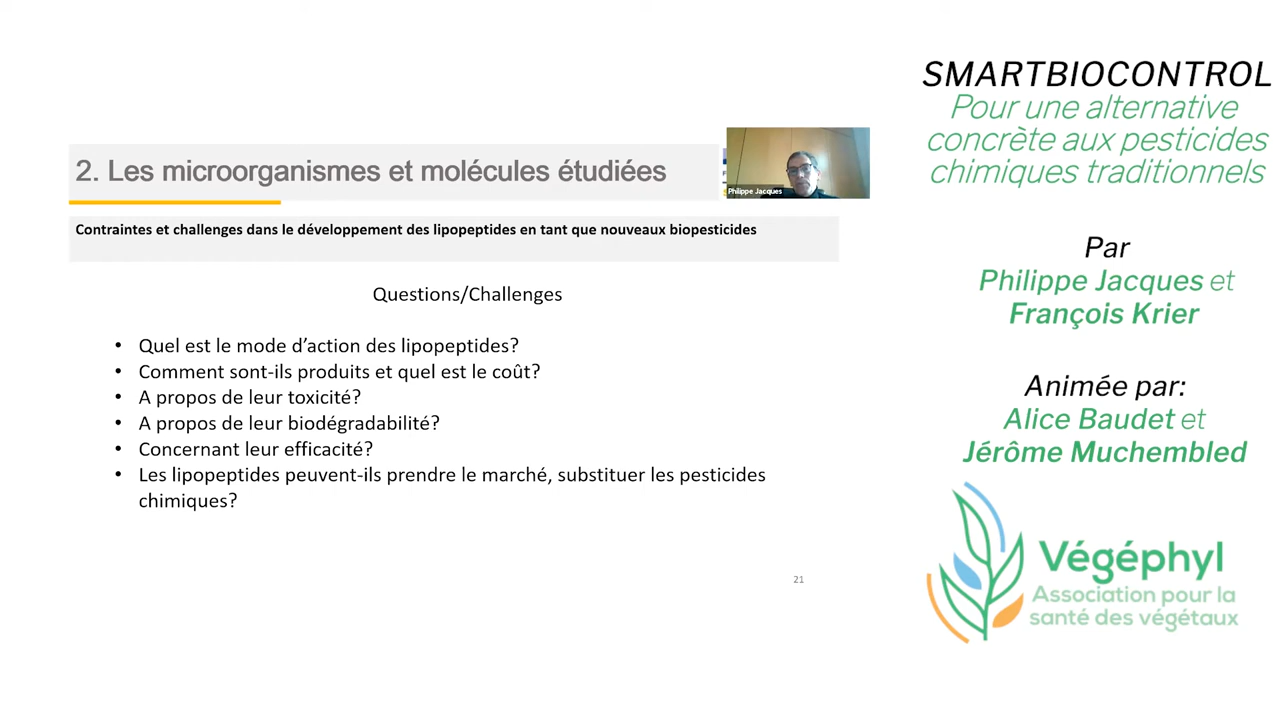 2. Les microorganismes et molécules étudiées
Philippe Jacques
Contraintes et challenges dans le développement des lipopeptides en tant que nouveaux biopesticides
Questions/Challenges
• Quel est le mode d’action des lipopeptides?
• Comment sont-ils produits et quel est le coût?
• A propos de leur toxicité?
• A propos de leur biodégradabilité?
• Concernant leur efficacité?
• Les lipopeptides peuvent-ils prendre le marché, substituer les pesticides
chimiques?
21
SMARTBIOCONTROL
Pour une alternative
concrète aux pesticides
chimiques traditionnels
Par
Philippe Jacques et
François Krier
Animée par:
Alice Baudet et
Jérôme Muchembled
Végéphyl
Association pour la
santé des végétaux